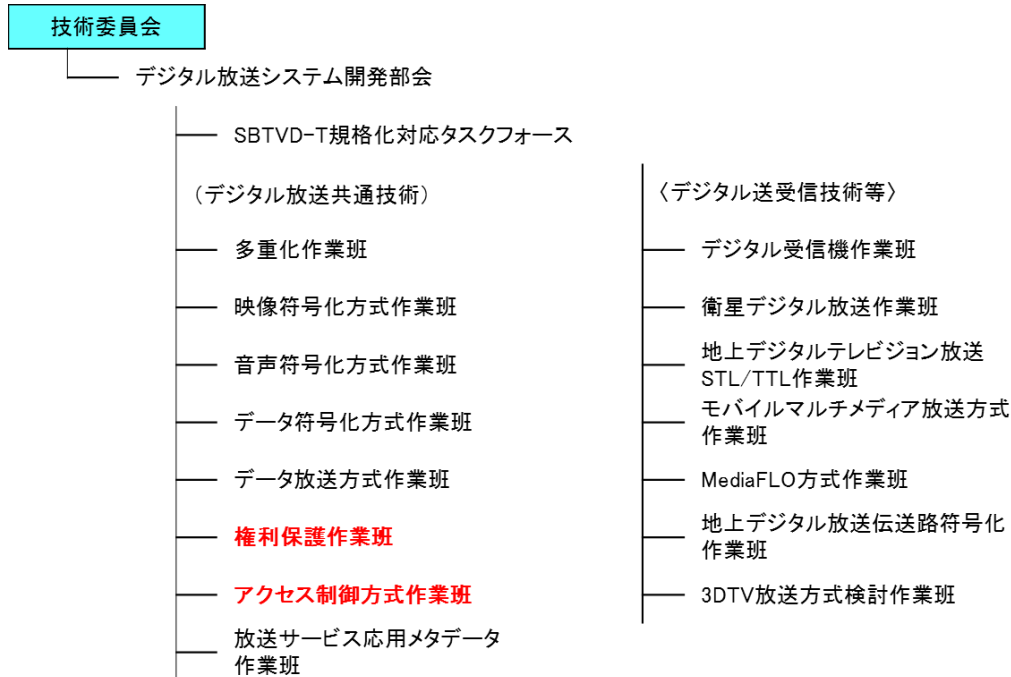 技術委員会
デジタル放送システム開発部会
SBTVD-T規格化対応タスクフォース
（デジタル放送共通技術）
多重化作業班
映像符号化方式作業班
音声符号化方式作業班
データ符号化方式作業班
データ放送方式作業班
権利保護作業班
アクセス制御方式作業班
放送サービス応用メタデータ
作業班
〈デジタル送受信技術等〉
デジタル受信機作業班
衛星デジタル放送作業班
地上デジタルテレビジョン放送
STL/TTL作業班
モバイルマルチメディア放送方式
作業班
MediaFLO方式作業班
地上デジタル放送伝送路符号化
作業班
3DTV放送方式検討作業班